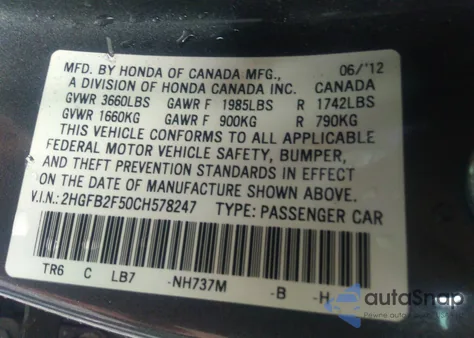 MFD. BY HONDA OF CANADA MFG., 06/'12
A DIVISION OF HONDA CANADA INC. CANADA
GVWR 3660LBS GAWR F 1985LBS R 1742LBS
GVWR 1660KG GAWR F 900KG R 790KG
THIS VEHICLE CONFORMS TO ALL APPLICABLE
FEDERAL MOTOR VEHICLE SAFETY, BUMPER,
AND THEFT PREVENTION STANDARDS IN EFFECT
ON THE DATE OF MANUFACTURE SHOWN ABOVE.
V.I.N.: 2HGFB2F50CH578247 TYPE: PASSENGER CAR
TR6 C LB7 -NH737M -B -H
autoSnap
Pewne auto